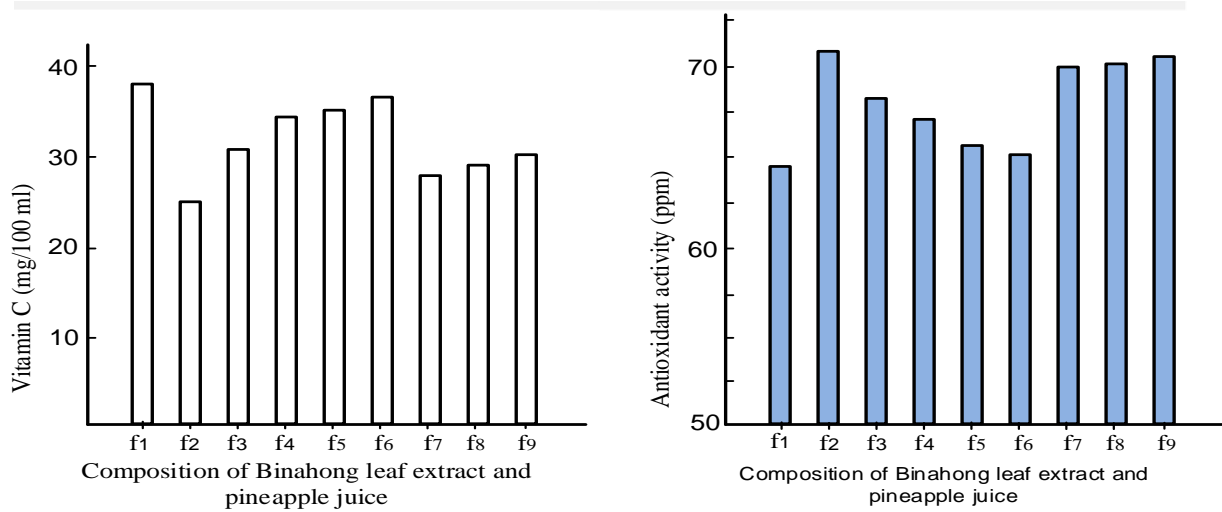 Vitamin C (mg/100 ml)
40
30
20
10
f1 f2 f3 f4 f5 f6 f7 f8 f9
Composition of Binahong leaf extract and
pineapple juice
Antioxidant activity (ppm)
70
60
50
f1 f2 f3 f4 f5 f6 f7 f8 f9
Composition of Binahong leaf extract and
pineapple juice